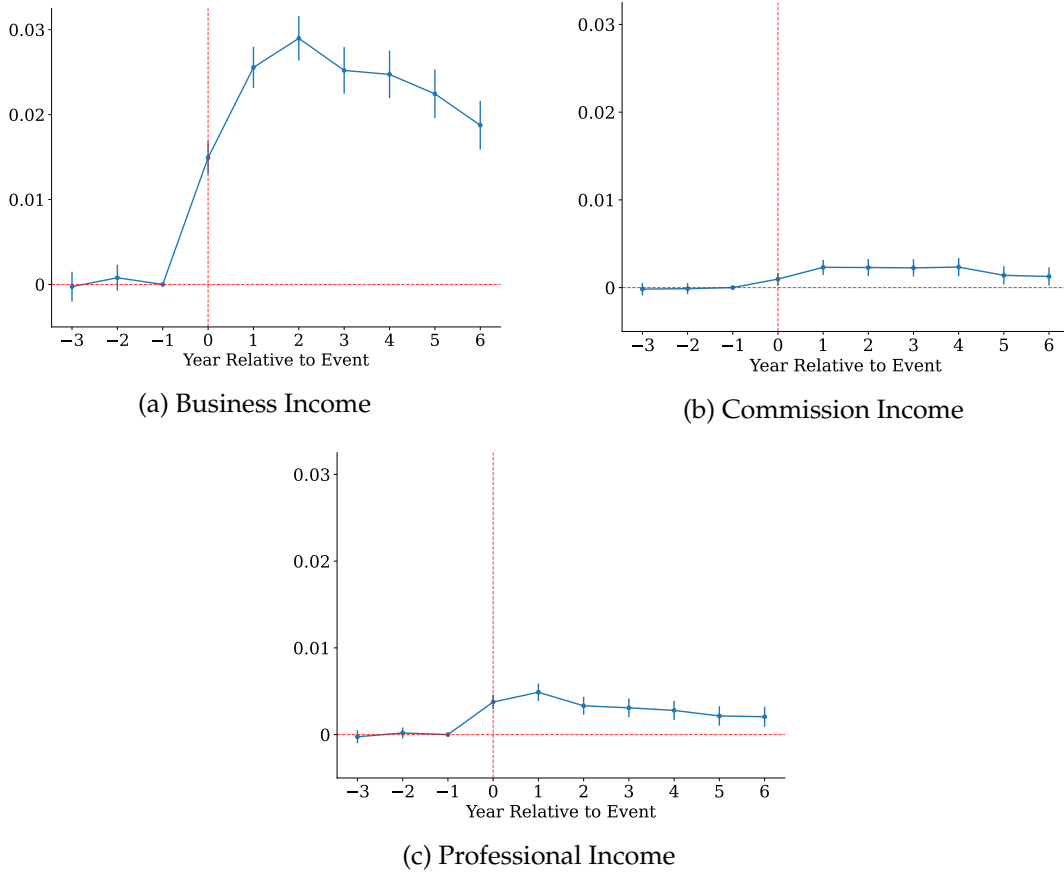 0.03
0.02
0.01
0
−3 −2 −1 0 1 2 3 4 5 6
Year Relative to Event
(a) Business Income
0.03
0.02
0.01
0
−3 −2 −1 0 1 2 3 4 5 6
Year Relative to Event
(b) Commission Income
0.03
0.02
0.01
0
−3 −2 −1 0 1 2 3 4 5 6
Year Relative to Event
(c) Professional Income